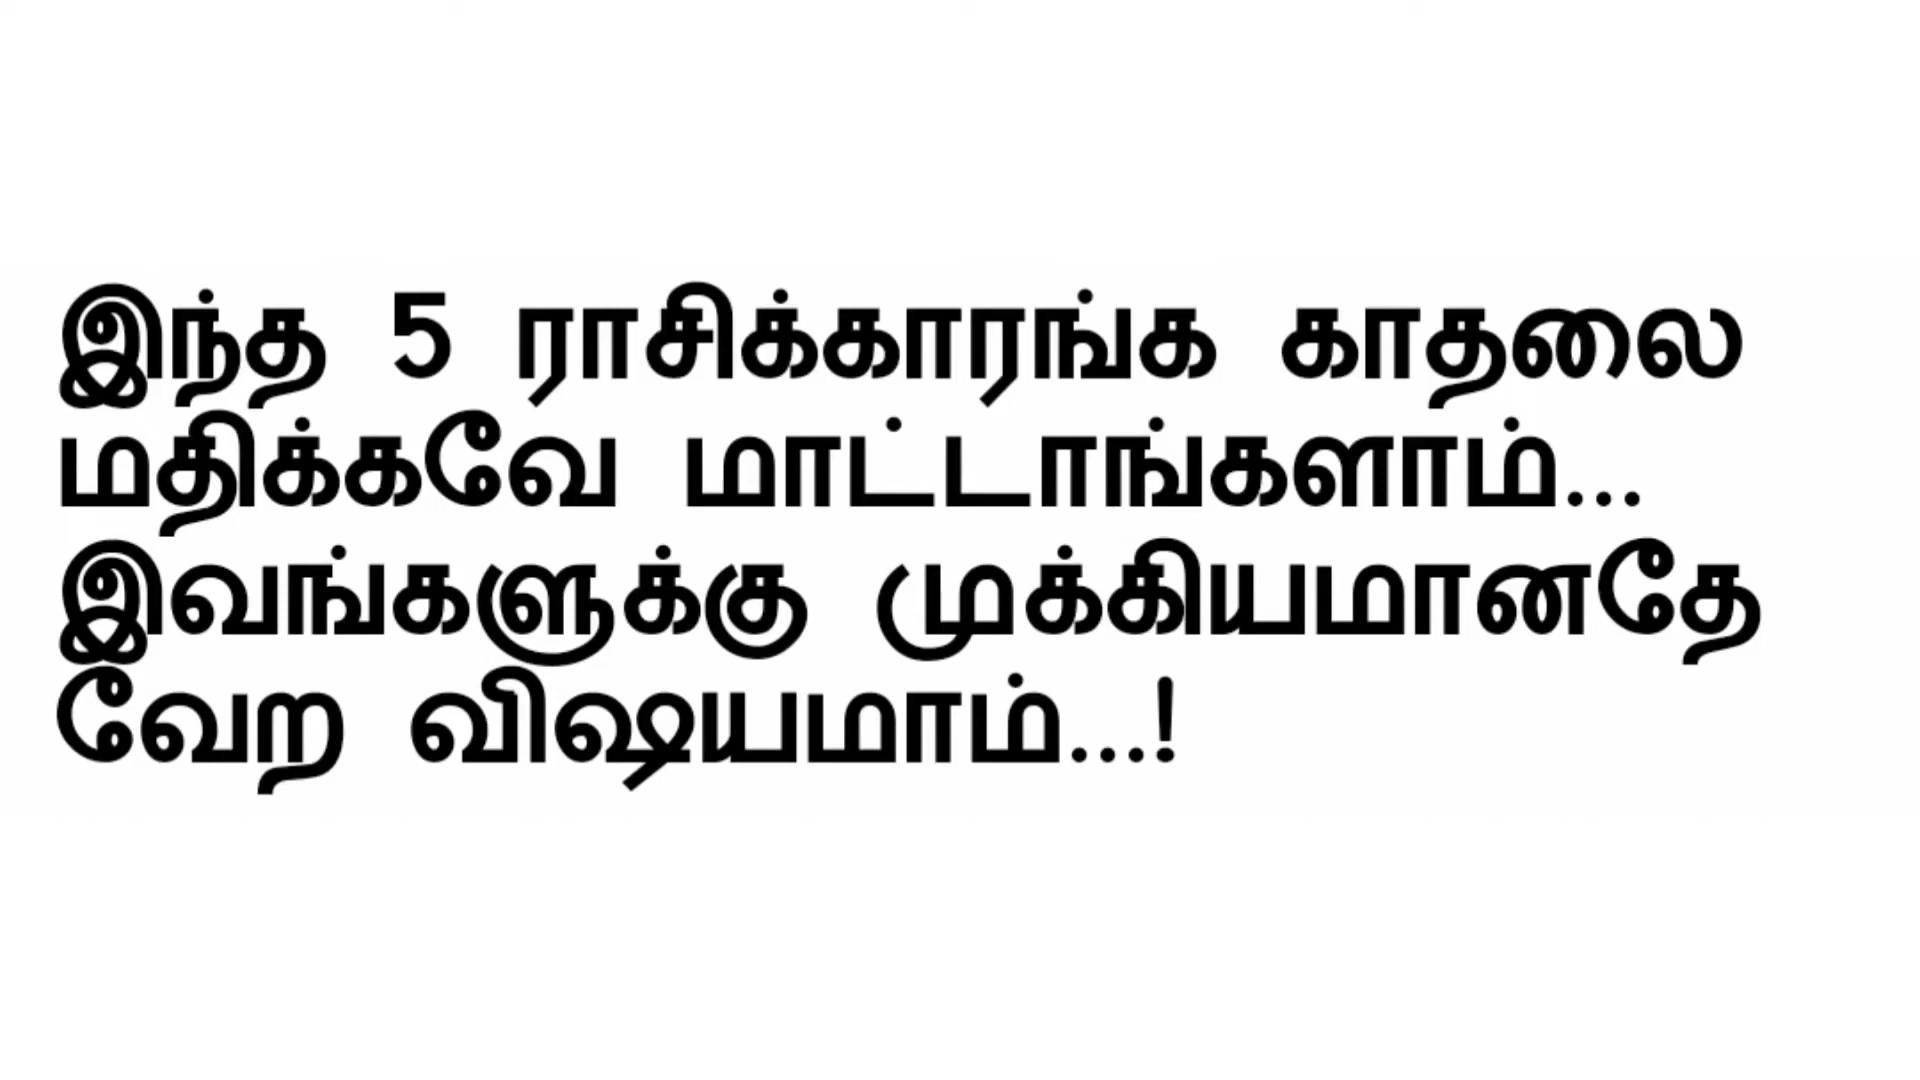 இந்த 5 ராசிக்காரங்க காதலை
மதிக்கவே மாட்டாங்களாம்...
இவங்களுக்கு முக்கியமானதே
வேற விஷயமாம்...!